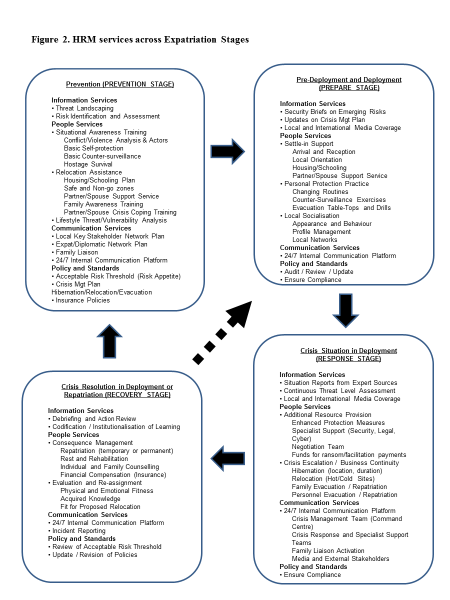 Figure 2. HRM services across Expatriation Stages
Prevention (PREVENTION STAGE)
Information Services
• Threat Landscaping
• Risk Identification and Assessment
People Services
• Situational Awareness Training
Conflict/Violence Analysis & Actors
Basic Self-protection
Basic Counter-surveillance
Hostage Survival
• Relocation Assistance
Housing/Schooling Plan
Safe and Non-go zones
Partner/Spouse Support Service
Family Awareness Training
Partner/Spouse Crisis Coping Training
• Lifestyle Threat/Vulnerability Analysis
Communication Services
• Local Key Stakeholder Network Plan
• Expat/Diplomatic Network Plan
• Family Liaison
• 24/7 Internal Communication Platform
Policy and Standards
• Acceptable Risk Threshold (Risk Appetite)
• Crisis Mgt Plan
Hibernation/Relocation/Evacuation
• Insurance Policies
Pre-Deployment and Deployment
(PREPARE STAGE)
Information Services
• Security Briefs on Emerging Risks
• Updates on Crisis Mgt Plan
• Local and International Media Coverage
People Services
• Settle-in Support
Arrival and Reception
Local Orientation
Housing/Schooling
Partner/Spouse Support Service
• Personal Protection Practice
Changing Routines
Counter-Surveillance Exercises
Evacuation Table-Tops and Drills
• Local Socialisation
Appearance and Behaviour
Profile Management
Local Networks
Communication Services
• 24/7 Internal Communication Platform
Policy and Standards
• Audit / Review / Update
• Ensure Compliance
Crisis Situation in Deployment
(RESPONSE STAGE)
Information Services
• Situation Reports from Expert Sources
• Continuous Threat Level Assessment
• Local and International Media Coverage
People Services
• Additional Resource Provision
Enhanced Protection Measures
Specialist Support (Security, Legal,
Cyber)
Negotiation Team
Funds for ransom/facilitation payments
• Crisis Escalation / Business Continuity
Hibernation (location, duration)
Relocation (Hot/Cold Sites)
Family Evacuation / Repatriation
Personnel Evacuation / Repatriation
Communication Services
• 24/7 Internal Communication Platform
Crisis Management Team (Command
Centre)
Crisis Response and Specialist Support
Teams
Family Liaison Activation
Media and External Stakeholders
Policy and Standards
• Ensure Compliance
Crisis Resolution in Deployment or
Repatriation (RECOVERY STAGE)
Information Services
• Debriefing and Action Review
• Codification / Institutionalisation of Learning
People Services
• Consequence Management
Repatriation (temporary or permanent)
Rest and Rehabilitation
Individual and Family Counselling
Financial Compensation (Insurance)
• Evaluation and Re-assignment
Physical and Emotional Fitness
Acquired Knowledge
Fit for Proposed Relocation
Communication Services
• 24/7 Internal Communication Platform
• Incident Reporting
Policy and Standards
• Review of Acceptable Risk Threshold
• Update / Revision of Policies